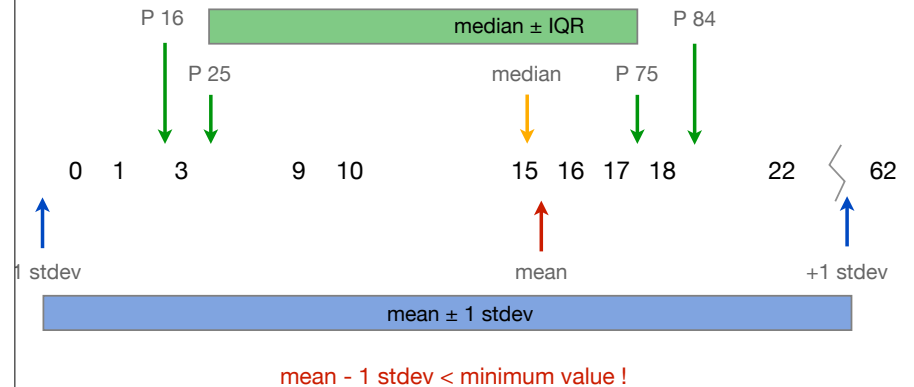 P 16
median ± IQR
P 84
P 25
median
P 75
0 1 3 9 10 15 16 17 18 22 62
1 stdev
mean
+1 stdev
mean ± 1 stdev
mean - 1 stdev < minimum value !